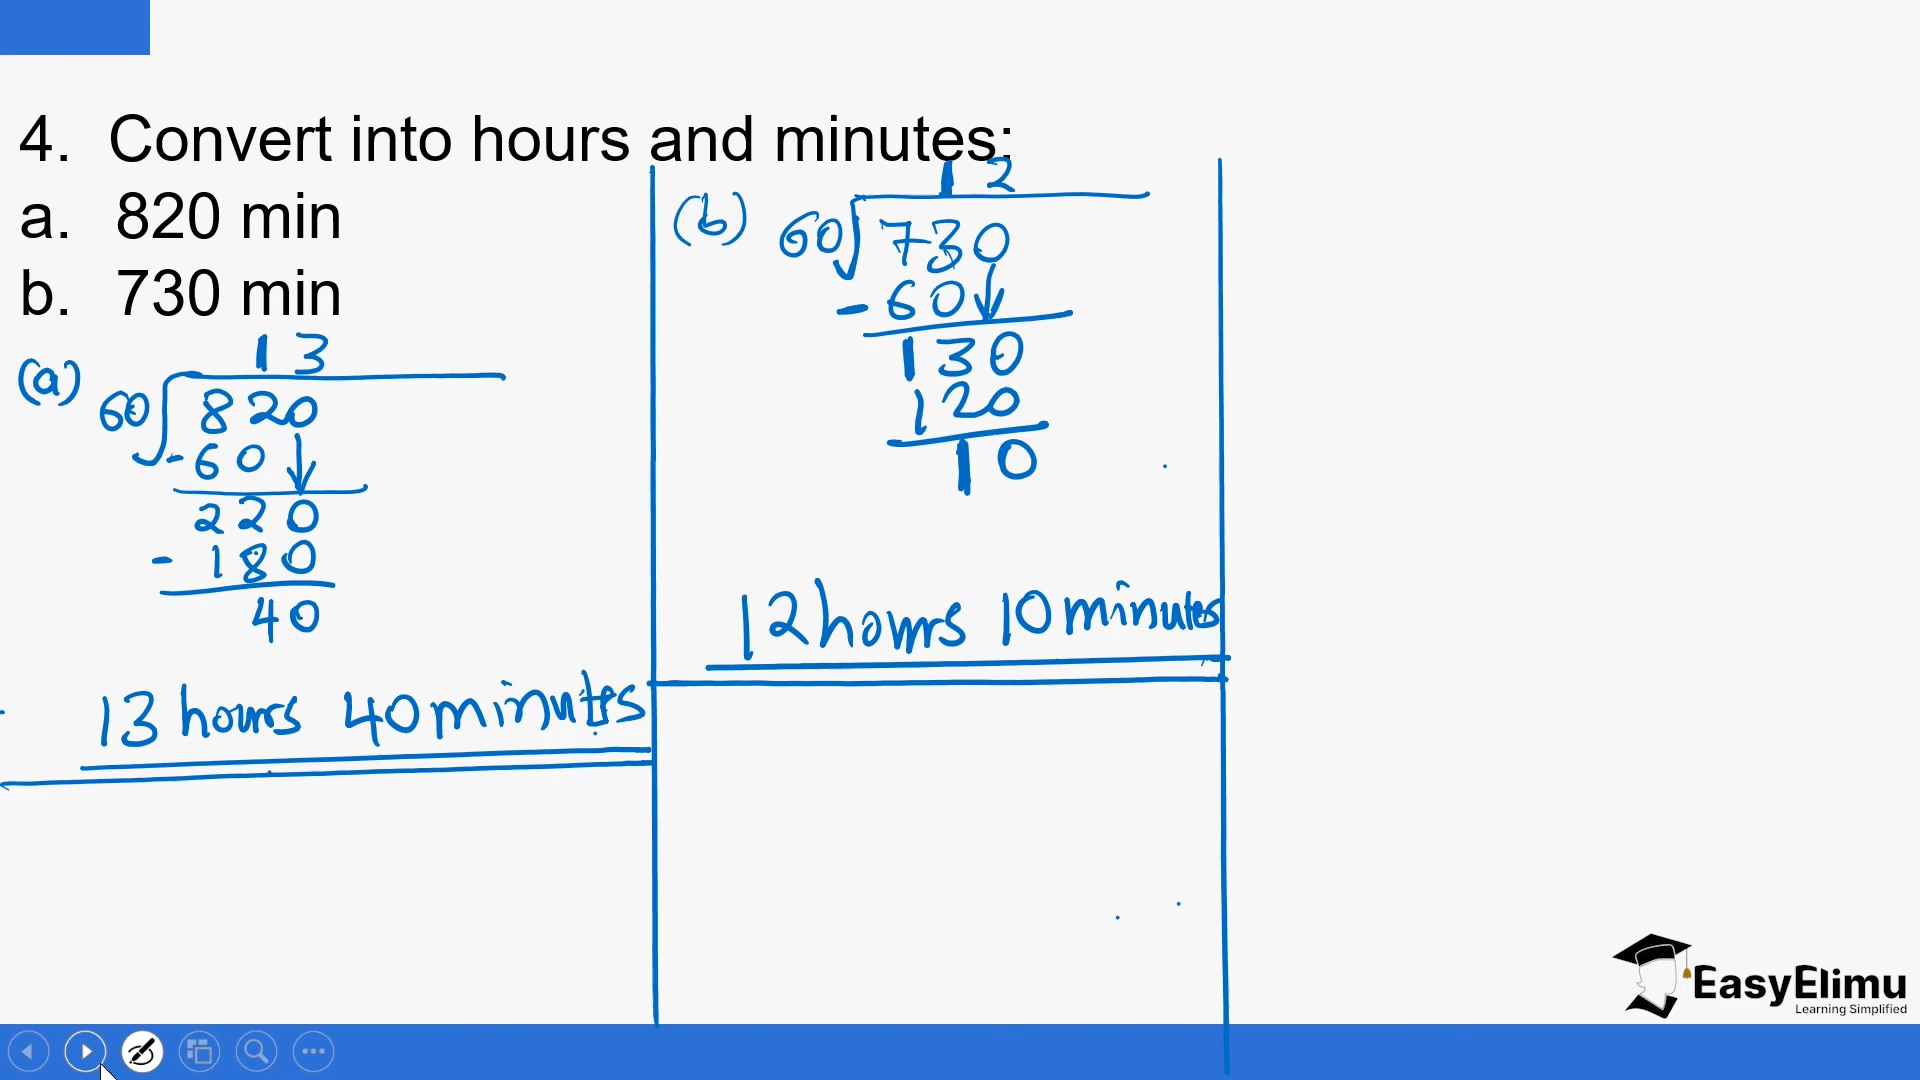 4. Convert into hours and minutes:
a. 820 min
b. 730 min
(a)
13
60 820
- 60
220
- 180
40
13 hours 40 minutes
(b)
12
60 730
- 60
130
120
10
12 hours 10 minutes
EasyElimu
Learning Simplified